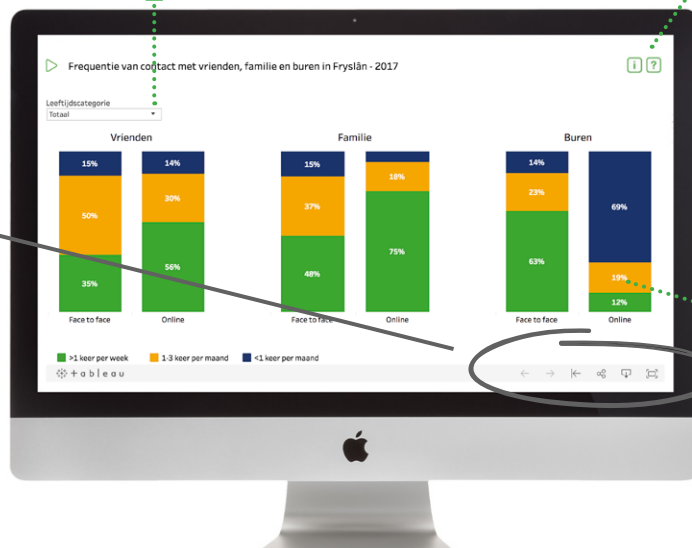 Frequentie van contact met vrienden, familie en buren in Fryslân - 2017
i ?
Leeftijdscategorie
Totaal
Vrienden Familie Buren
15% 14% 15% 14%
50% 30% 37% 18% 23% 69%
35% 56% 48% 75% 63% 19%
12%
Face to face Online Face to face Online Face to face Online
>1 keer per week 1-3 keer per maand <1 keer per maand
+ a b l e a u